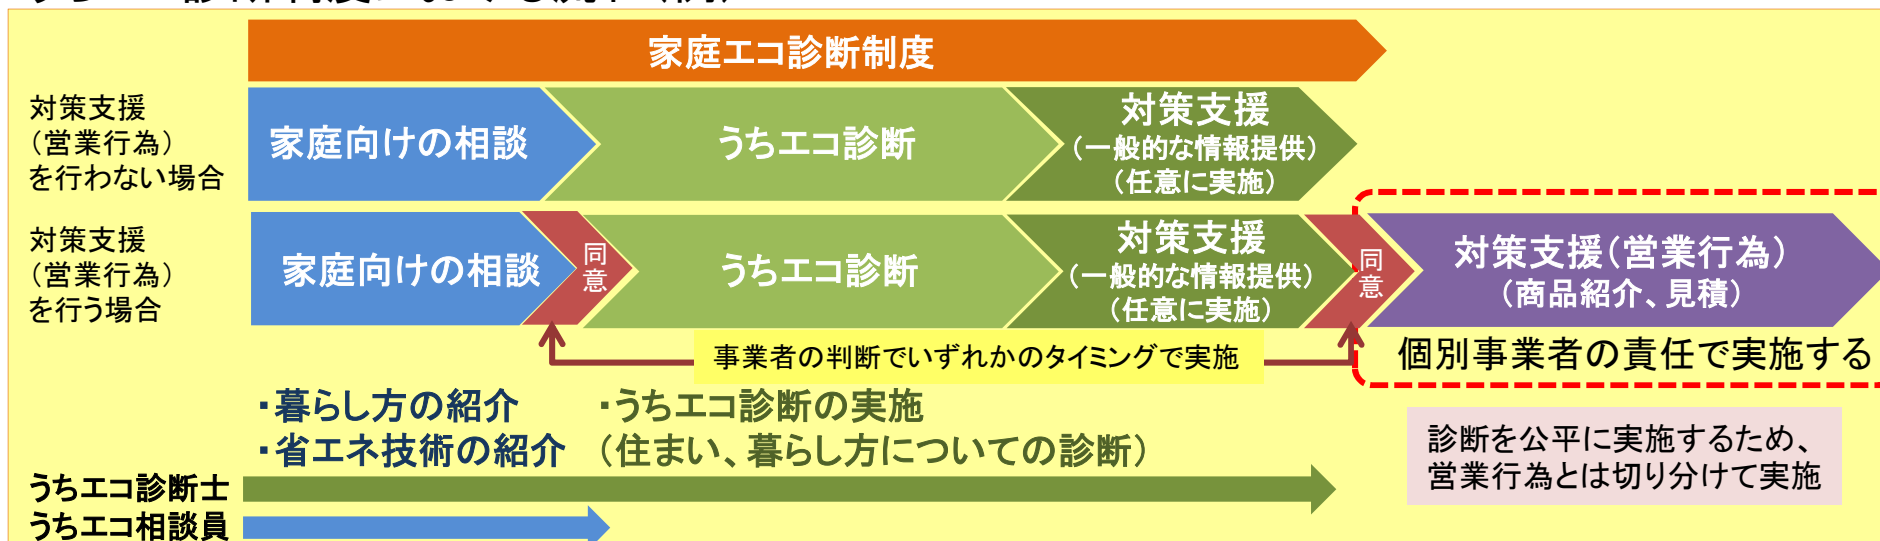 家庭エコ診断制度
対策支援
（営業行為）
を行わない場合
家庭向けの相談
うちエコ診断
対策支援
（一般的な情報提供）
（任意に実施）
対策支援
（営業行為）
を行う場合
家庭向けの相談
同
意
うちエコ診断
対策支援
（一般的な情報提供）
（任意に実施）
同
意
対策支援（営業行為）
（商品紹介、見積）
事業者の判断でいずれかのタイミングで実施
個別事業者の責任で実施する
・暮らし方の紹介
・省エネ技術の紹介
・うちエコ診断の実施
（住まい、暮らし方についての診断）
診断を公平に実施するため、
営業行為とは切り分けて実施
うちエコ診断士
うちエコ相談員